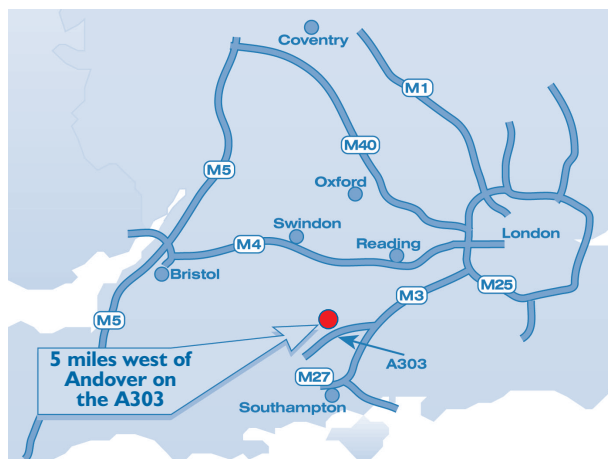 Coventry
M1
M40
M5
Oxford
Swindon
M4
Reading
London
Bristol
M25
M3
M5
5 miles west of
Andover on
the A303
A303
M27
Southampton